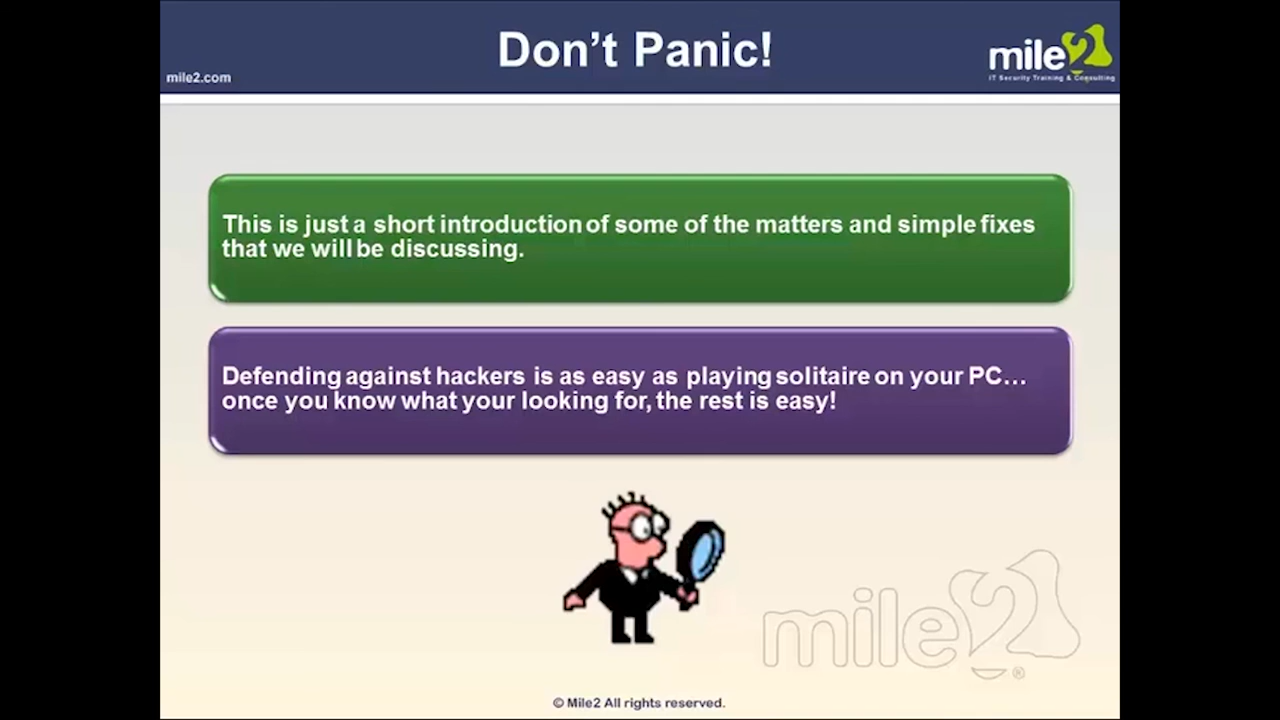 Don't Panic!
mile2.com
mile2
IT Security Training & Consulting
This is just a short introduction of some of the matters and simple fixes
that we will be discussing.
Defending against hackers is as easy as playing solitaire on your PC…
once you know what your looking for, the rest is easy!
mile2®
© Mile2 All rights reserved.